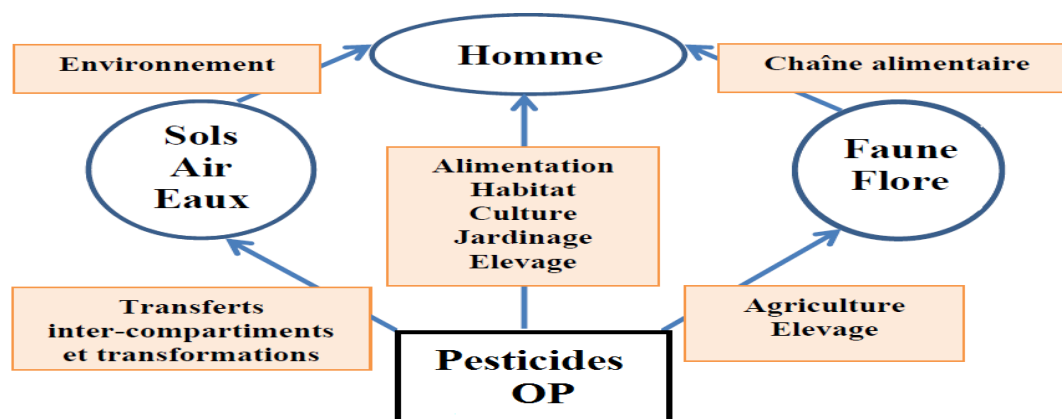 Homme
Environnement
Chaîne alimentaire
Sols
Air
Eaux
Alimentation
Habitat
Culture
Jardinage
Elevage
Faune
Flore
Transferts
inter-compartiments
et transformations
Agriculture
Elevage
Pesticides
OP